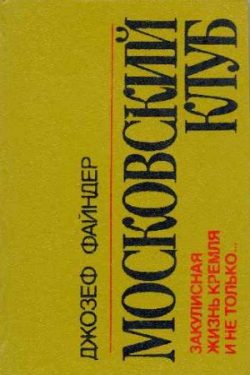 ДЖОЗЕФ ФАЙНДЕР
МОСКОВСКИЙ
КЛУБ
ЗАКУЛИСНАЯ
ЖИЗНЬ КРЕМЛЯ
И НЕ ТОЛЬКО...